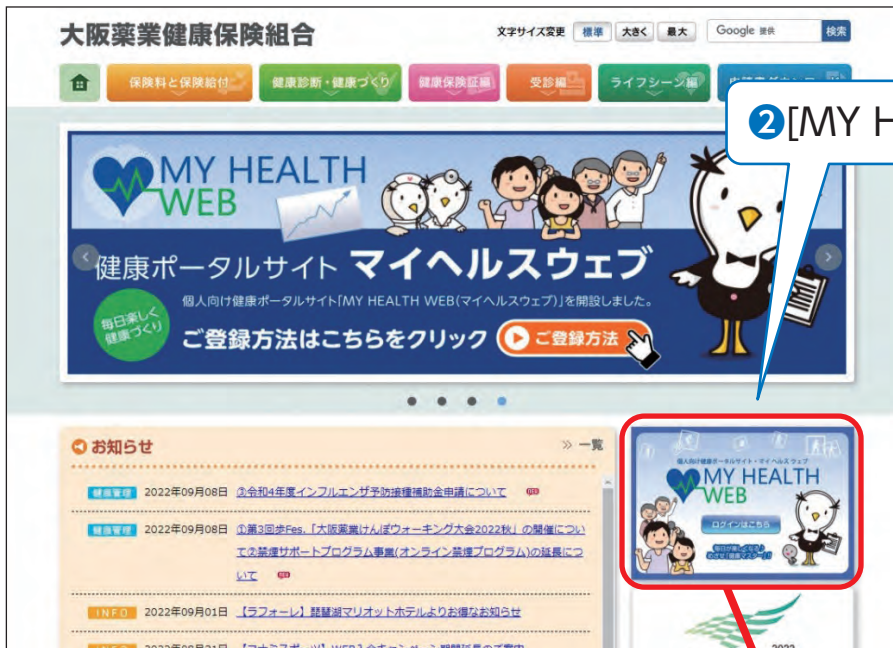 大阪薬業健康保険組合
文字サイズ変更 標準 大きく 最大 Google 提供 検索
保険料と保険給付 健康診断・健康づくり 健康保険証編 受診編 ライフシーン編
❷[MY H
MY HEALTH
WEB
健康ポータルサイト マイヘルスウェブ
個人向け健康ポータルサイト「MY HEALTH WEB(マイヘルスウェブ)」を開設しました。
毎日楽しく
健康づくり
ご登録方法はこちらをクリック ご登録方法
お知らせ
≫ 一覧
健康管理 2022年09月08日 ③令和4年度インフルエンザ予防接種補助金申請について
健康管理 2022年09月08日 ①第3回歩Fes.「大阪薬業けんぽウォーキング大会2022秋」の開催につい
て②禁煙サポートプログラム事業(オンライン禁煙プログラム)の延長につ
いて
INFO 2022年09月01日 【ラフォーレ】琵琶湖マリオットホテルよりお得なお知らせ
個人向け健康ポータルサイト・マイヘルスウェブ
MY HEALTH
WEB
ログインはこちら
2022